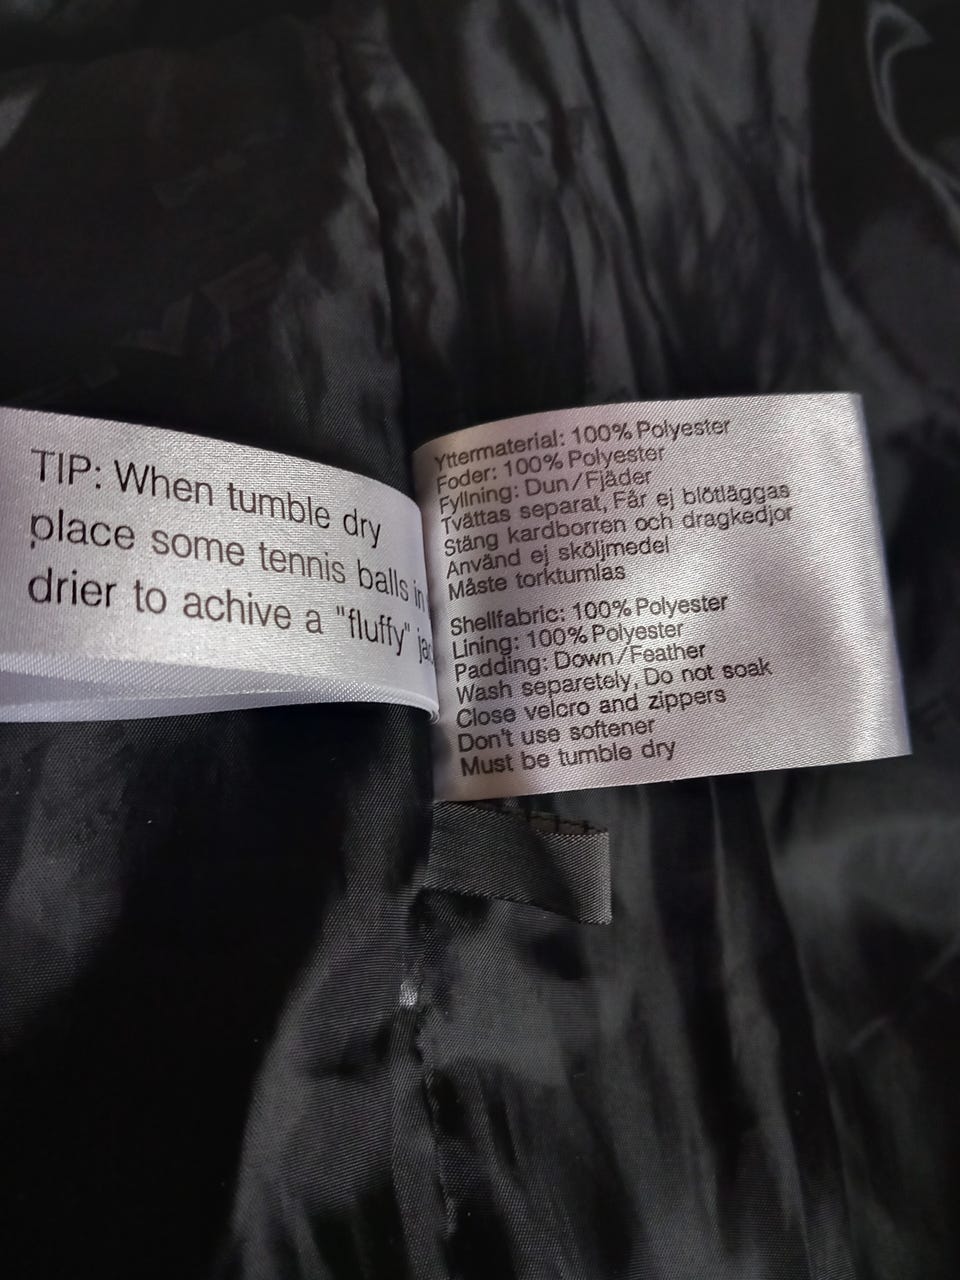 TIP: When tumble dry
place some tennis balls in
drier to achive a "fluffy"
Yttermaterial: 100% Polyester
Foder: 100% Polyester
Fyllning: Dun/Fjäder
Tvättas separat, Får ej blötläggas
Stäng kardborren och dragkedjor
Använd ej sköljmedel
Måste torktumlas
Shellfabric: 100% Polyester
Lining: 100% Polyester
Padding: Down/Feather
Wash separetely, Do not soak
Close velcro and zippers
Don't use softener
Must be tumble dry